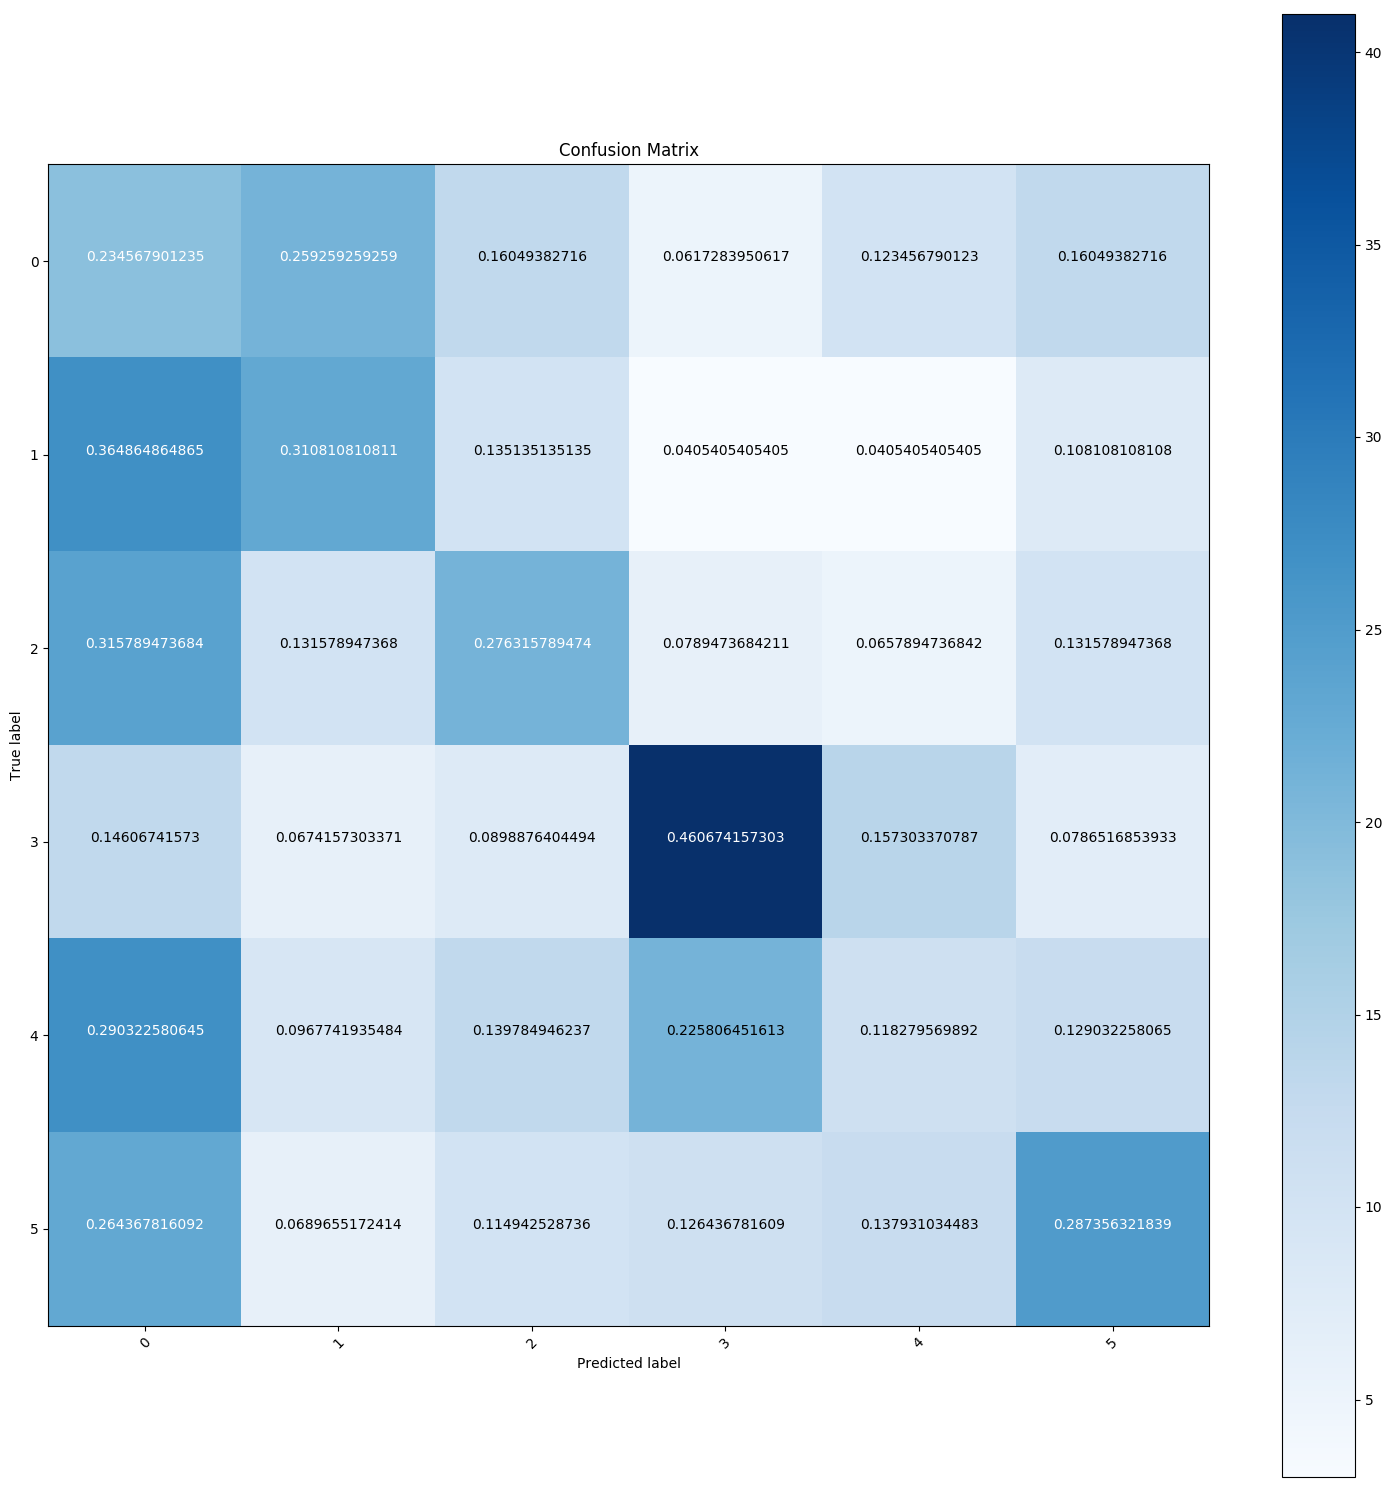 Confusion Matrix
0 0.234567901235 0.259259259259 0.16049382716 0.0617283950617 0.123456790123 0.16049382716
1 0.364864864865 0.310810810811 0.135135135135 0.0405405405405 0.0405405405405 0.108108108108
2 0.315789473684 0.131578947368 0.276315789474 0.0789473684211 0.0657894736842 0.131578947368
3 0.14606741573 0.0674157303371 0.0898876404494 0.460674157303 0.157303370787 0.0786516853933
4 0.290322580645 0.0967741935484 0.139784946237 0.225806451613 0.118279569892 0.129032258065
5 0.264367816092 0.0689655172414 0.114942528736 0.126436781609 0.137931034483 0.287356321839
0 1 2 3 4 5
Predicted label
True label
40
35
30
25
20
15
10
5